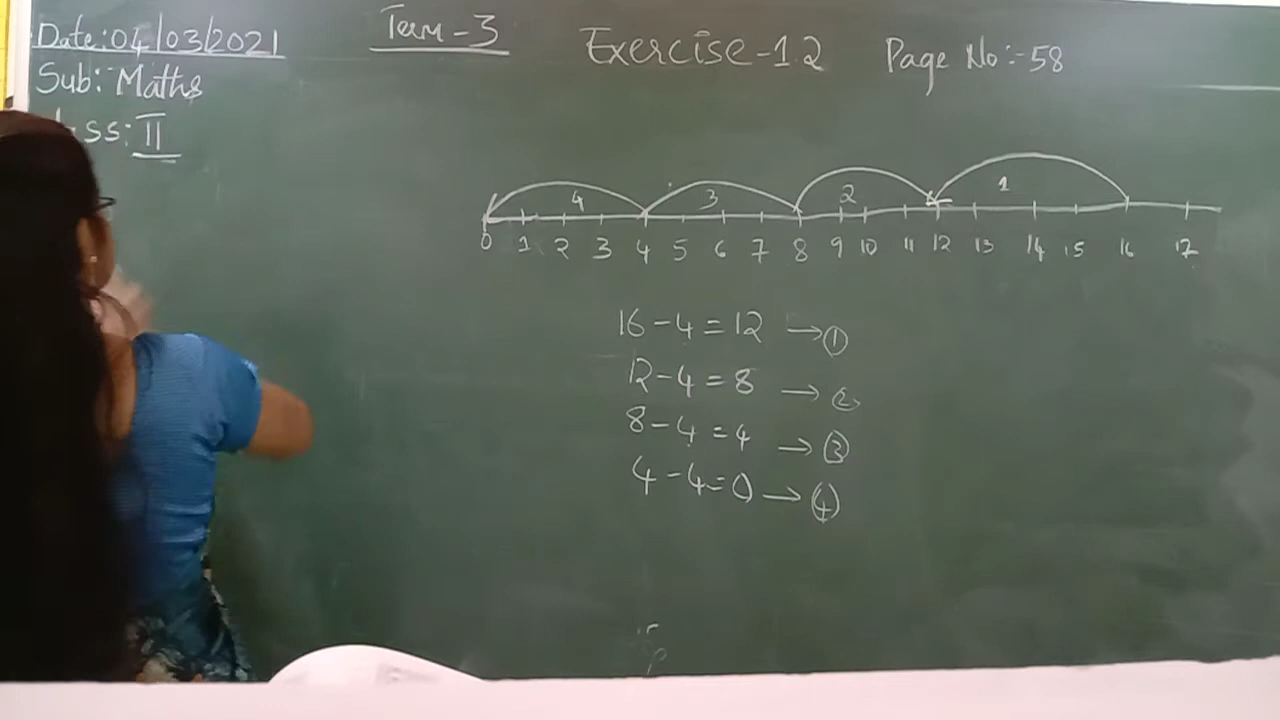 Date: 04/03/2021
Term-3
Exercise-1.2
Page No:-58
Sub: Maths
ss: II
4 3 2 1
0 1 2 3 4 5 6 7 8 9 10 11 12 13 14 15 16 17
16-4=12 → ①
12-4=8 → ②
8-4=4 → ③
4-4=0 → ④